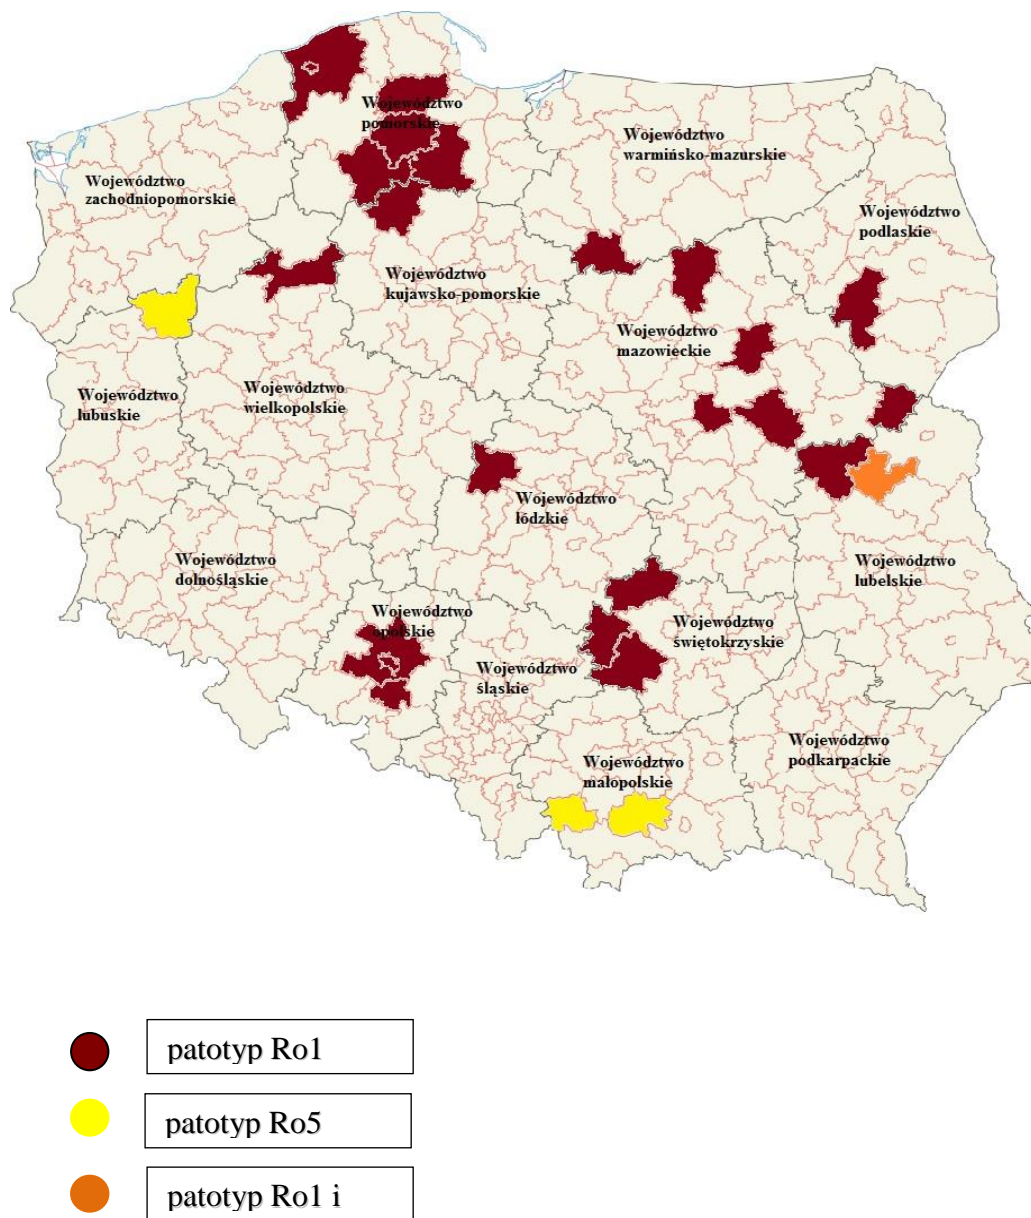 Województwo
pomorskie
Województwo
warmińsko-mazurskie
Województwo
zachodniopomorskie
Województwo
podlaskie
Województwo
kujawsko-pomorskie
Województwo
mazowieckie
Województwo
lubuskie
Województwo
wielkopolskie
Województwo
łódzkie
Województwo
dolnośląskie
Województwo
lubelskie
Województwo
opolskie
Województwo
świętokrzyskie
Województwo
śląskie
Województwo
podkarpackie
Województwo
małopolskie
patotyp Ro1
patotyp Ro5
patotyp Ro1 i